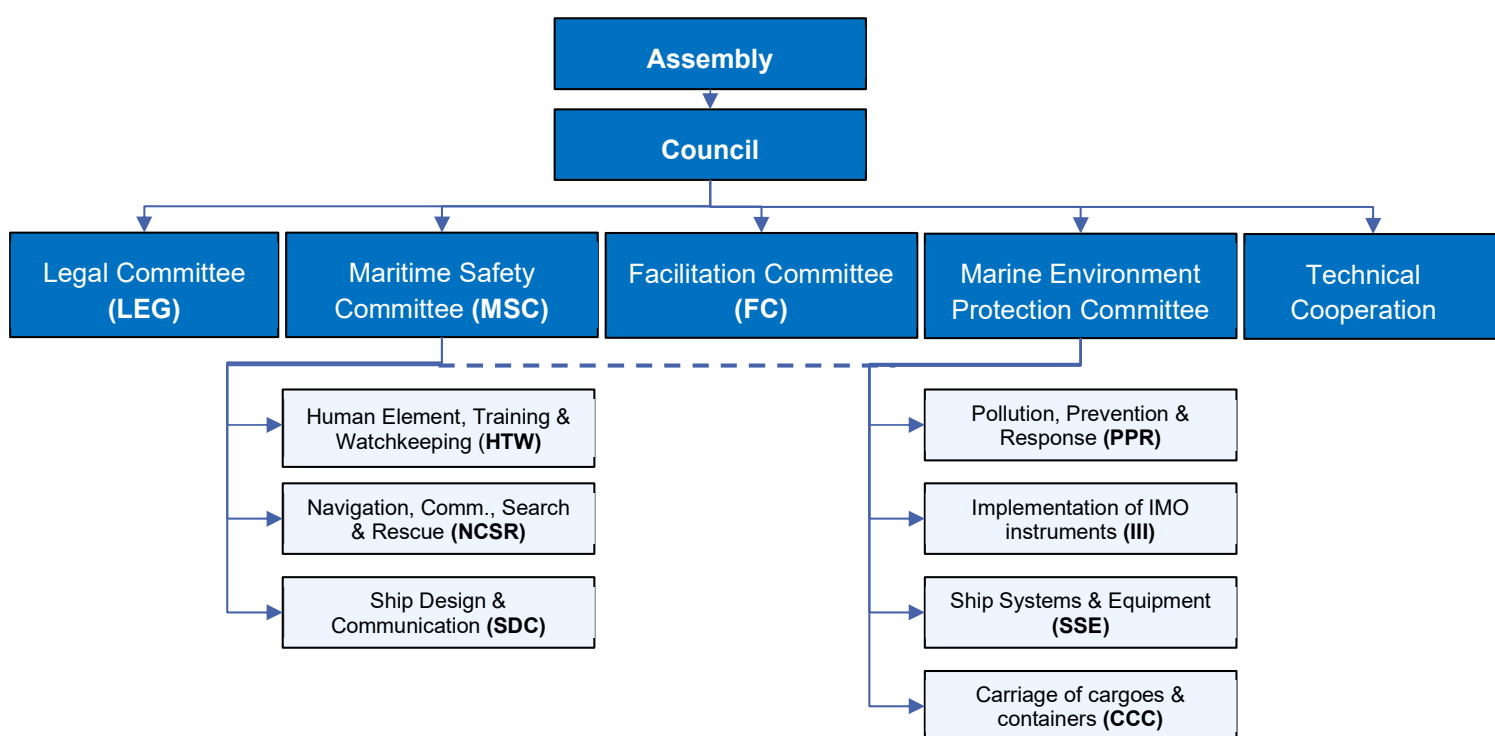 Assembly
Council
Legal Committee
(LEG)
Maritime Safety
Committee (MSC)
Facilitation Committee
(FC)
Marine Environment
Protection Committee
Technical
Cooperation
Human Element, Training &
Watchkeeping (HTW)
Navigation, Comm., Search
& Rescue (NCSR)
Ship Design &
Communication (SDC)
Pollution, Prevention &
Response (PPR)
Implementation of IMO
instruments (III)
Ship Systems & Equipment
(SSE)
Carriage of cargoes &
containers (CCC)